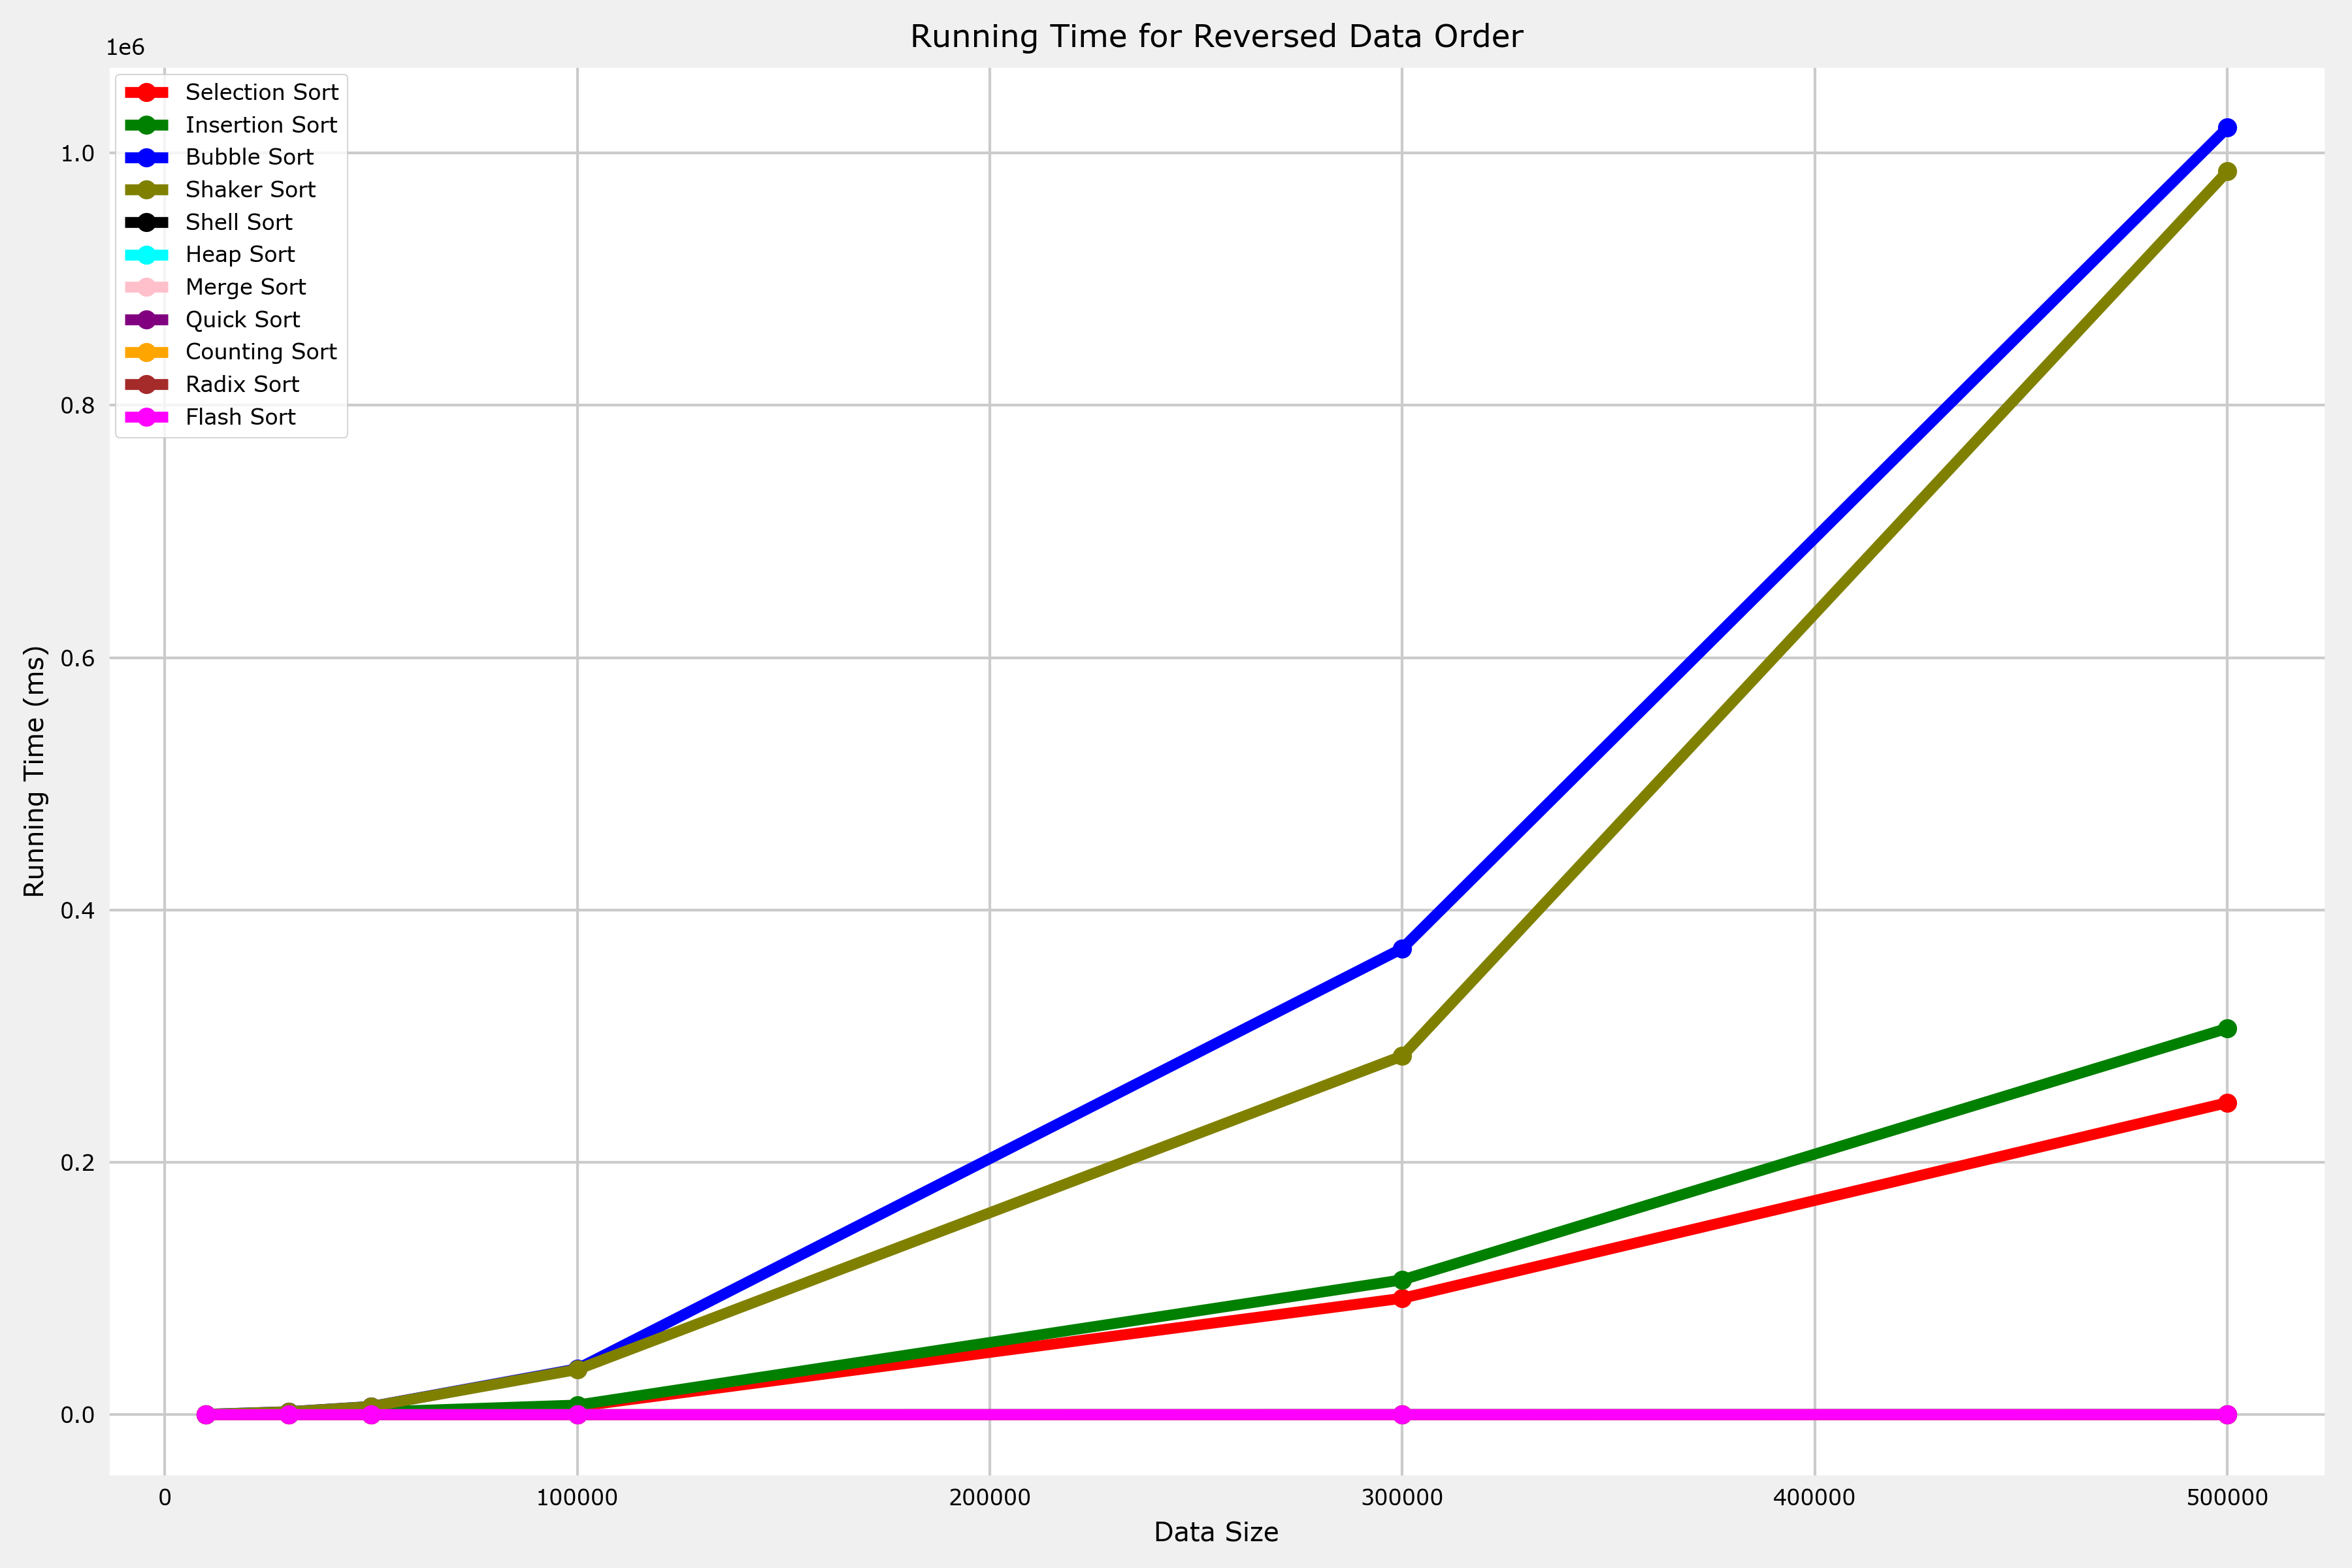 Running Time for Reversed Data Order
1e6
Selection Sort
Insertion Sort
Bubble Sort
Shaker Sort
Shell Sort
Heap Sort
Merge Sort
Quick Sort
Counting Sort
Radix Sort
Flash Sort
1.0
0.8
0.6
0.4
0.2
0.0
Running Time (ms)
0 100000 200000 300000 400000 500000
Data Size